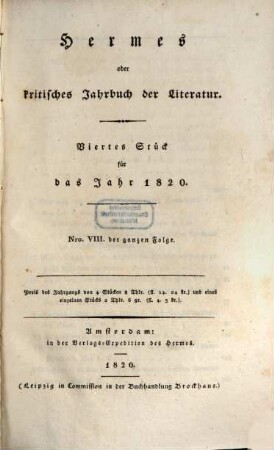 Hermes
oder
kritisches Jahrbuch der Literatur.
Viertes Stück
für
das Jahr 1820.
Nro. VIII. der ganzen Folge.
Preis des Jahrgangs von 4 Stücken 8 Thlr. (fl. 14. 24 kr.) und eines
einzelnen Stücks 2 Thlr. 6 gr. (fl. 4. 3 kr.).
Amsterdam:
in der Verlags-Expedition des Hermes.
1820.
(Leipzig in Commission in der Buchhandlung Brockhaus.)